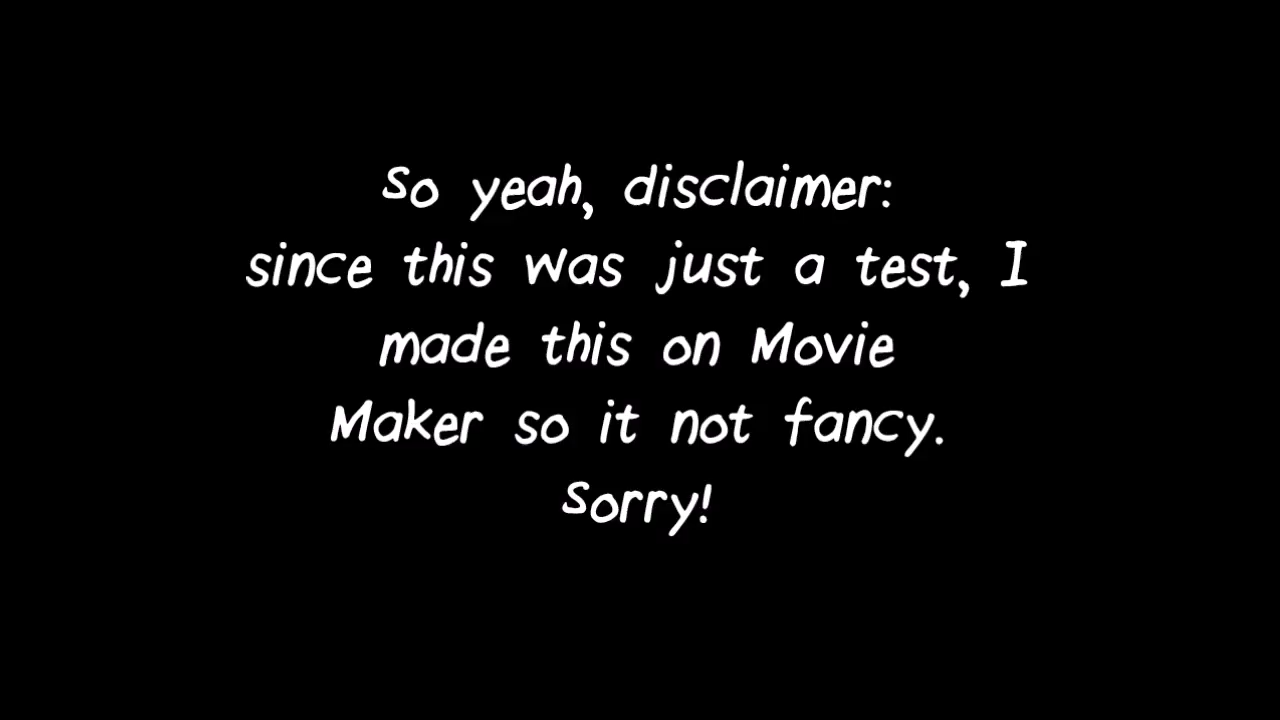 So yeah, disclaimer:
since this was just a test, I
made this on Movie
Maker so it not fancy.
Sorry!